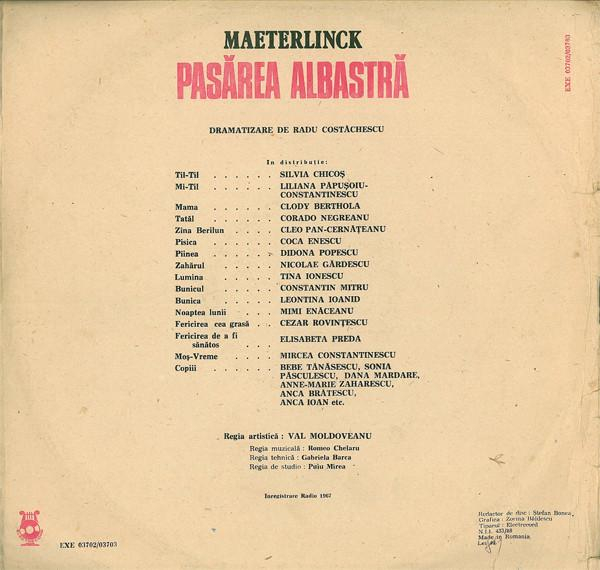 MAETERLINCK
PASĂREA ALBASTRĂ
EXE 03702/03703
DRAMATIZARE DE RADU COSTĂCHESCU
In distribuție:
Til-Til . . . . . . SILVIA CHICOȘ
Mi-Til . . . . . . LILIANA PĂPUȘOIU-
CONSTANTINESCU
Mama . . . . . . CLODY BERTHOLA
Tatăl . . . . . . CORADO NEGREANU
Zîna Berilun . . . . CLEO PAN-CERNĂȚEANU
Pisica . . . . . COCA ENESCU
Pîinea . . . . . DIDONA POPESCU
Zahărul . . . . . NICOLAE GĂRDESCU
Lumina . . . . . TINA IONESCU
Bunicul . . . . . CONSTANTIN MITRU
Bunica . . . . . LEONTINA IOANID
Noaptea lunii . . . . MIMI ENĂCEANU
Fericirea cea grasă . . CEZAR ROVINȚESCU
Fericirea de a fi
sănătos . . . . ELISABETA PREDA
Moș-Vreme . . . . MIRCEA CONSTANTINESCU
Copiii . . . . . BEBE TĂNĂSESCU, SONIA
PÂSCULESCU, DANA MARDARE,
ANNE-MARIE ZAHARESCU,
ANCA BRĂTESCU,
ANCA IOAN etc.
Regia artistică : VAL MOLDOVEANU
Regia muzicală : Romeo Chelaru
Regia tehnică : Gabriela Barca
Regia de studio : Puiu Mirea
Înregistrare Radio 1967
Redactor de disc : Ștefan Bonea
Grafica : Zorina Băldescu
Tiparul : Electrecord
N.I.I. 433/88
Made in Romania
Lei
EXE 03702/03703